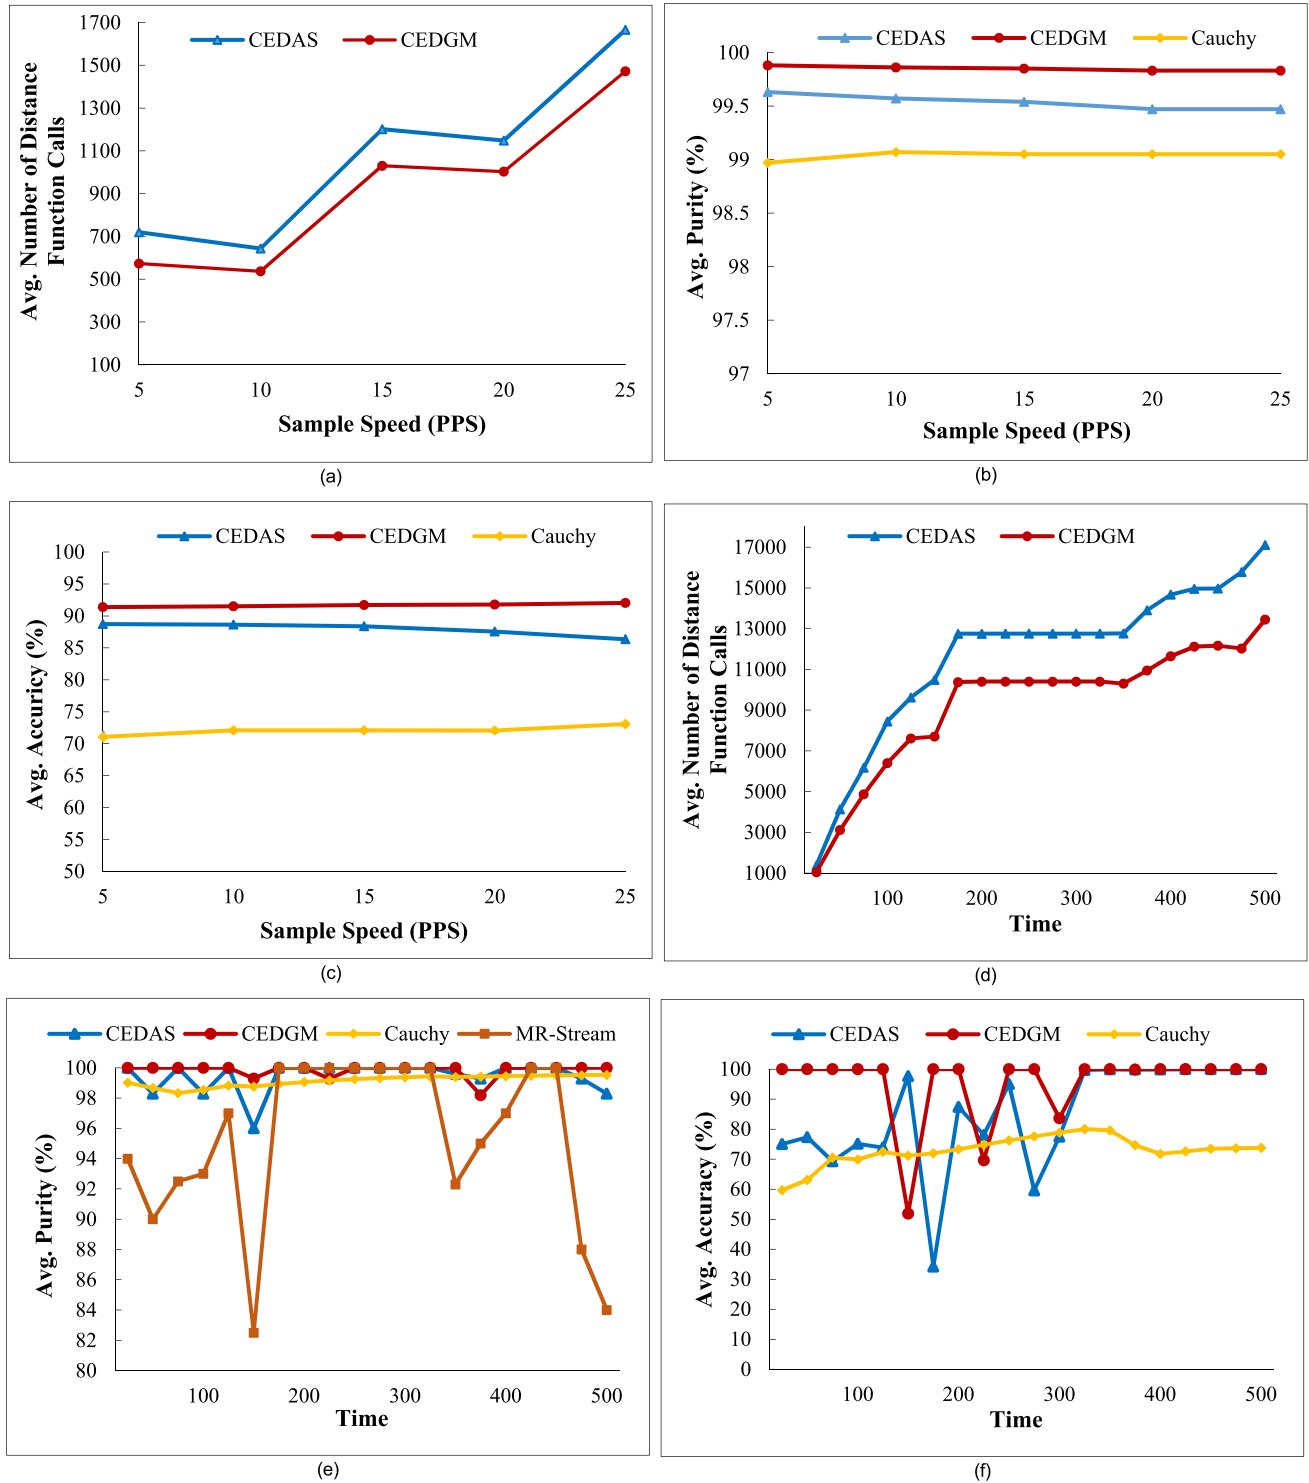 CEDAS CEDGM
Avg. Number of Distance
Function Calls
1700
1500
1300
1100
900
700
500
300
100
5 10 15 20 25
Sample Speed (PPS)
(a)
CEDAS CEDGM Cauchy
Avg. Purity (%)
100
99.5
99
98.5
98
97.5
97
5 10 15 20 25
Sample Speed (PPS)
(b)
CEDAS CEDGM Cauchy
Avg. Accuricy (%)
100
95
90
85
80
75
70
65
60
55
50
5 10 15 20 25
Sample Speed (PPS)
(c)
CEDAS CEDGM
Avg. Number of Distance
Function Calls
17000
15000
13000
11000
9000
7000
5000
3000
1000
100 200 300 400 500
Time
(d)
CEDAS CEDGM Cauchy MR-Stream
Avg. Purity (%)
100
98
96
94
92
90
88
86
84
82
80
100 200 300 400 500
Time
(e)
CEDAS CEDGM Cauchy
Avg. Accuracy (%)
100
90
80
70
60
50
40
30
20
10
0
100 200 300 400 500
Time
(f)